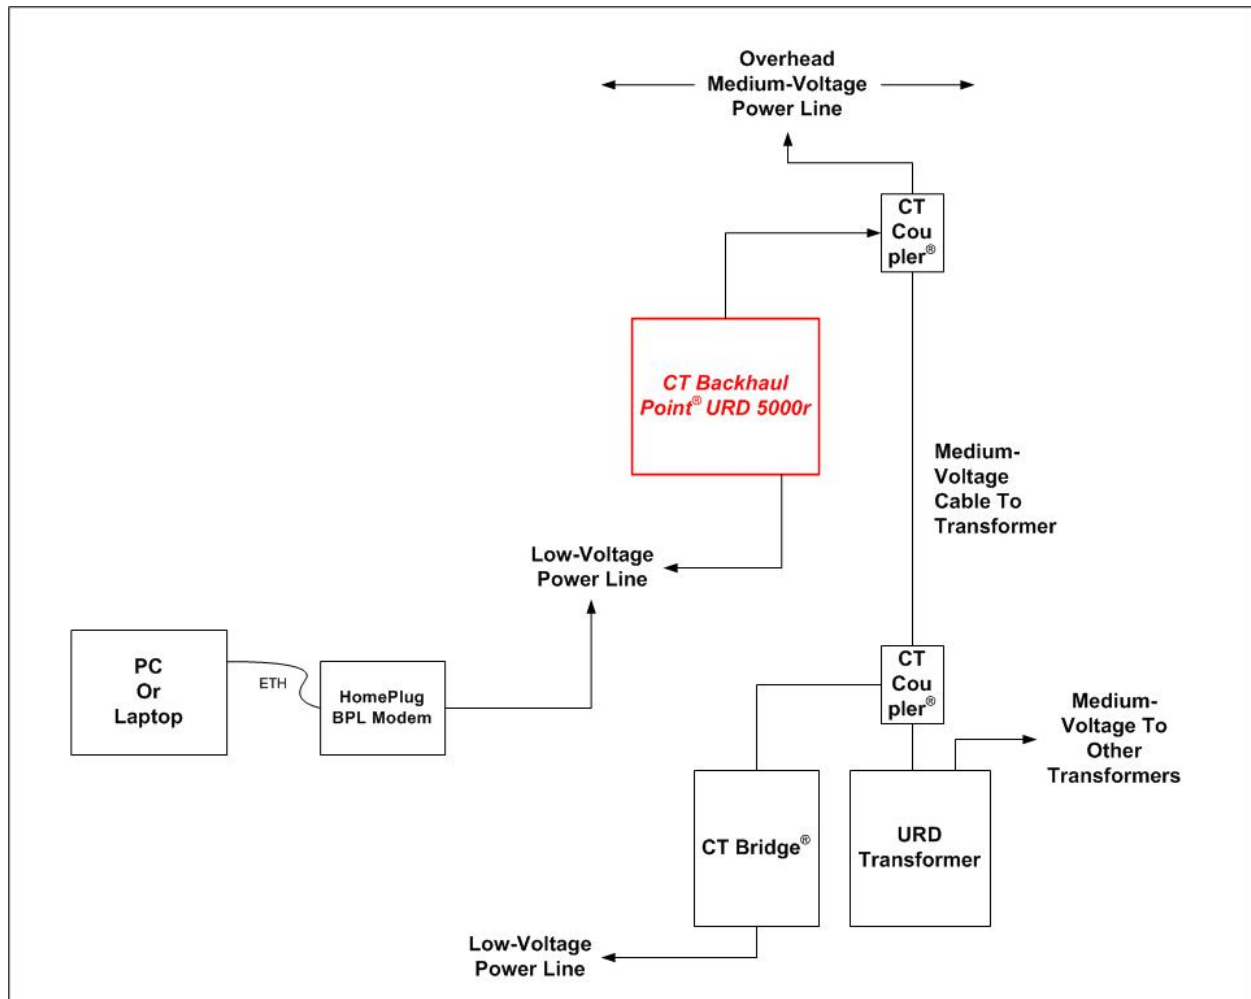 Overhead
Medium-Voltage
Power Line
CT
Cou
pler®
CT Backhaul
Point® URD 5000r
Medium-
Voltage
Cable To
Transformer
Low-Voltage
Power Line
PC
Or
Laptop
ETH
HomePlug
BPL Modem
CT
Cou
pler®
Medium-
Voltage To
Other
Transformers
CT Bridge®
URD
Transformer
Low-Voltage
Power Line